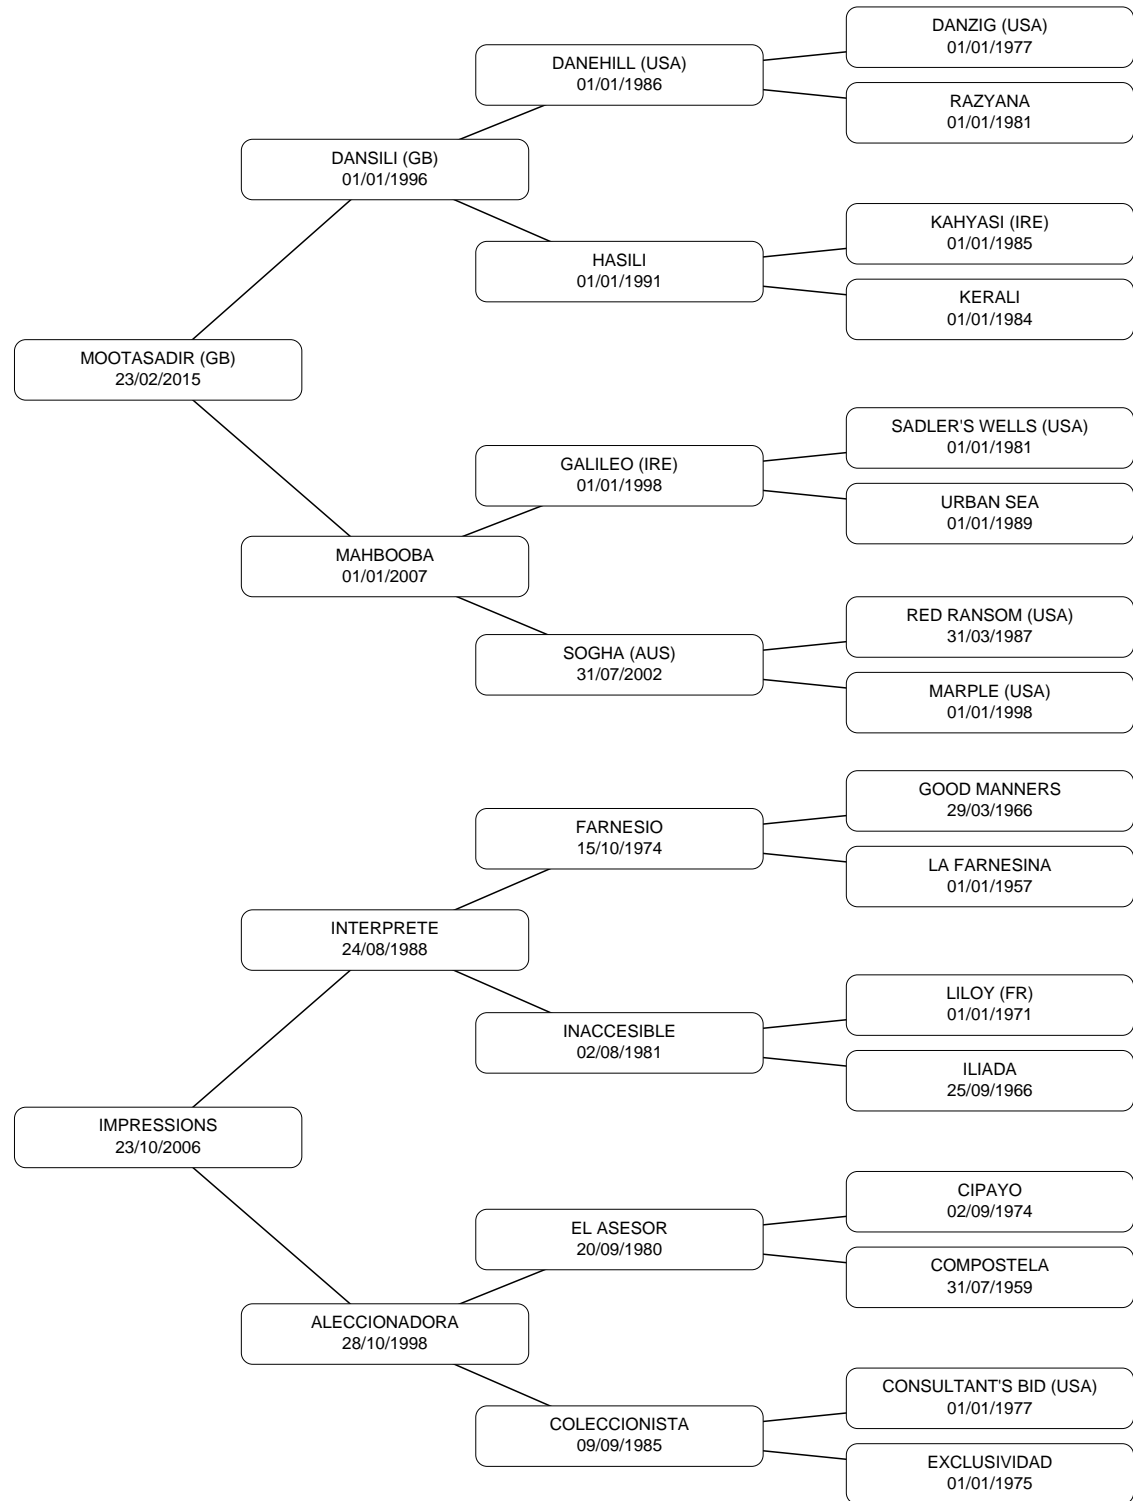 DANZIG (USA)
01/01/1977
DANEHILL (USA)
01/01/1986
RAZYANA
01/01/1981
DANSILI (GB)
01/01/1996
KAHYASI (IRE)
01/01/1985
HASILI
01/01/1991
KERALI
01/01/1984
MOOTASADIR (GB)
23/02/2015
SADLER'S WELLS (USA)
01/01/1981
GALILEO (IRE)
01/01/1998
URBAN SEA
01/01/1989
MAHBOOBA
01/01/2007
RED RANSOM (USA)
31/03/1987
SOGHA (AUS)
31/07/2002
MARPLE (USA)
01/01/1998
GOOD MANNERS
29/03/1966
FARNESIO
15/10/1974
LA FARNESINA
01/01/1957
INTERPRETE
24/08/1988
LILOY (FR)
01/01/1971
INACCESIBLE
02/08/1981
ILIADA
25/09/1966
IMPRESSIONS
23/10/2006
CIPAYO
02/09/1974
EL ASESOR
20/09/1980
COMPOSTELA
31/07/1959
ALECCIONADORA
28/10/1998
CONSULTANT'S BID (USA)
01/01/1977
COLECCIONISTA
09/09/1985
EXCLUSIVIDAD
01/01/1975